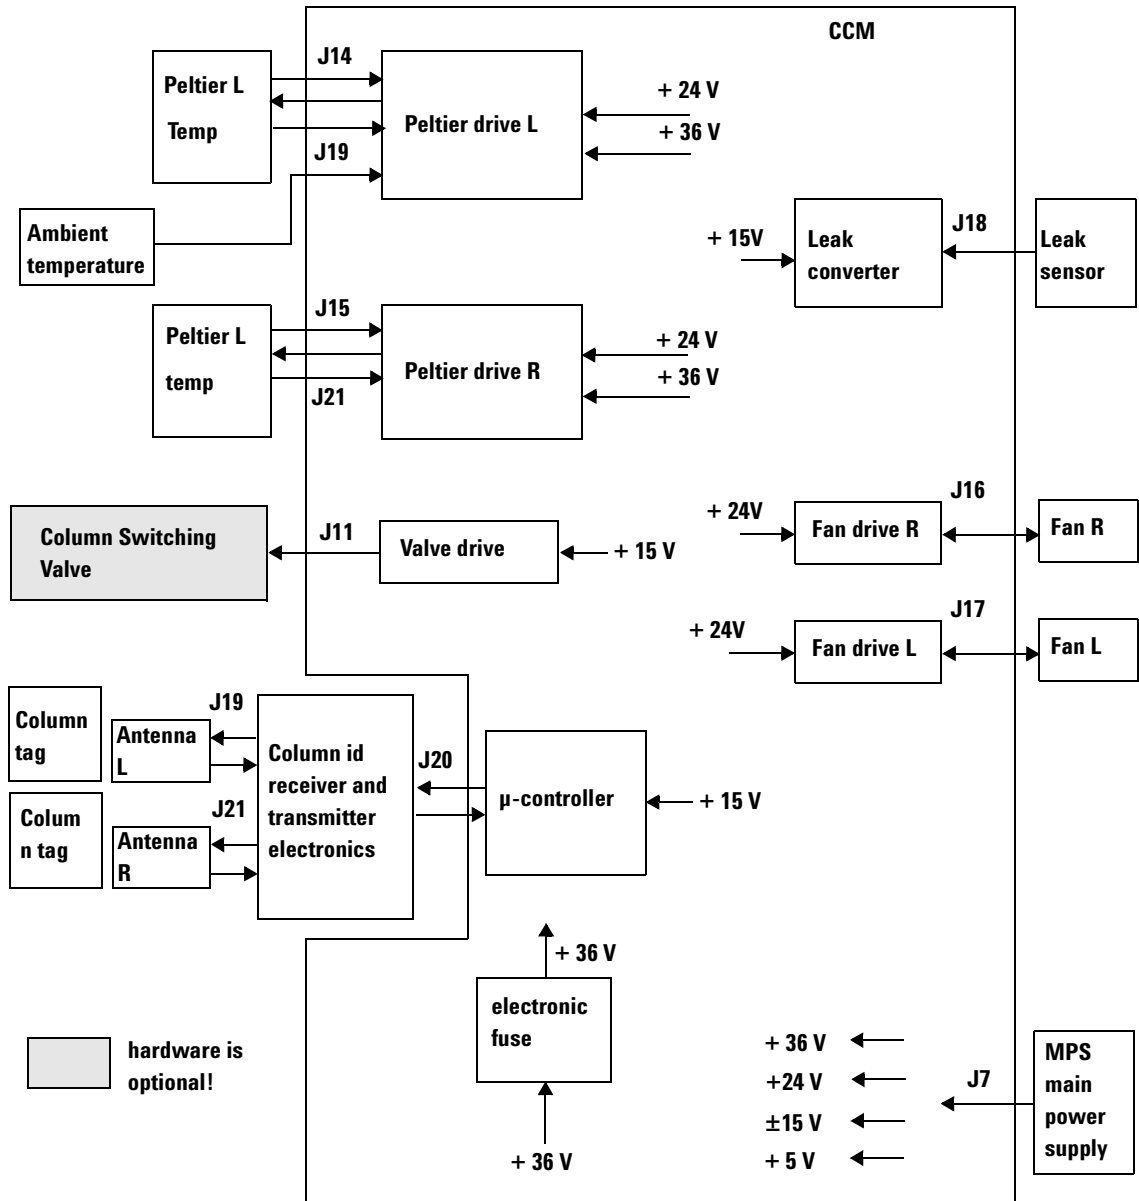 CCM
J14
Peltier L
Temp
Peltier drive L
+ 24 V
+ 36 V
J19
Ambient
temperature
+ 15V
Leak
converter
J18
Leak
sensor
J15
Peltier L
temp
Peltier drive R
+ 24 V
+ 36 V
J21
Column Switching
Valve
J11
Valve drive
+ 15 V
+ 24V
Fan drive R
J16
Fan R
+ 24V
Fan drive L
J17
Fan L
Column
tag
J19
Antenna
L
Column id
receiver and
transmitter
electronics
J20
µ-controller
+ 15 V
Colum
n tag
J21
Antenna
R
+ 36 V
electronic
fuse
+ 36 V
hardware is
optional!
+ 36 V
+24 V
±15 V
+ 5 V
J7
MPS
main
power
supply